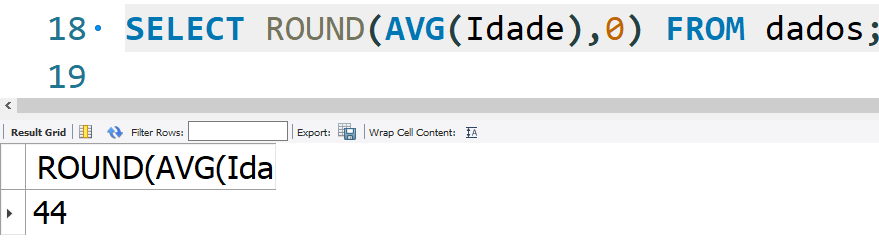 18 SELECT ROUND(AVG(Idade),0) FROM dados;
19
Result Grid Filter Rows: Export: Wrap Cell Content:
ROUND(AVG(Ida
44